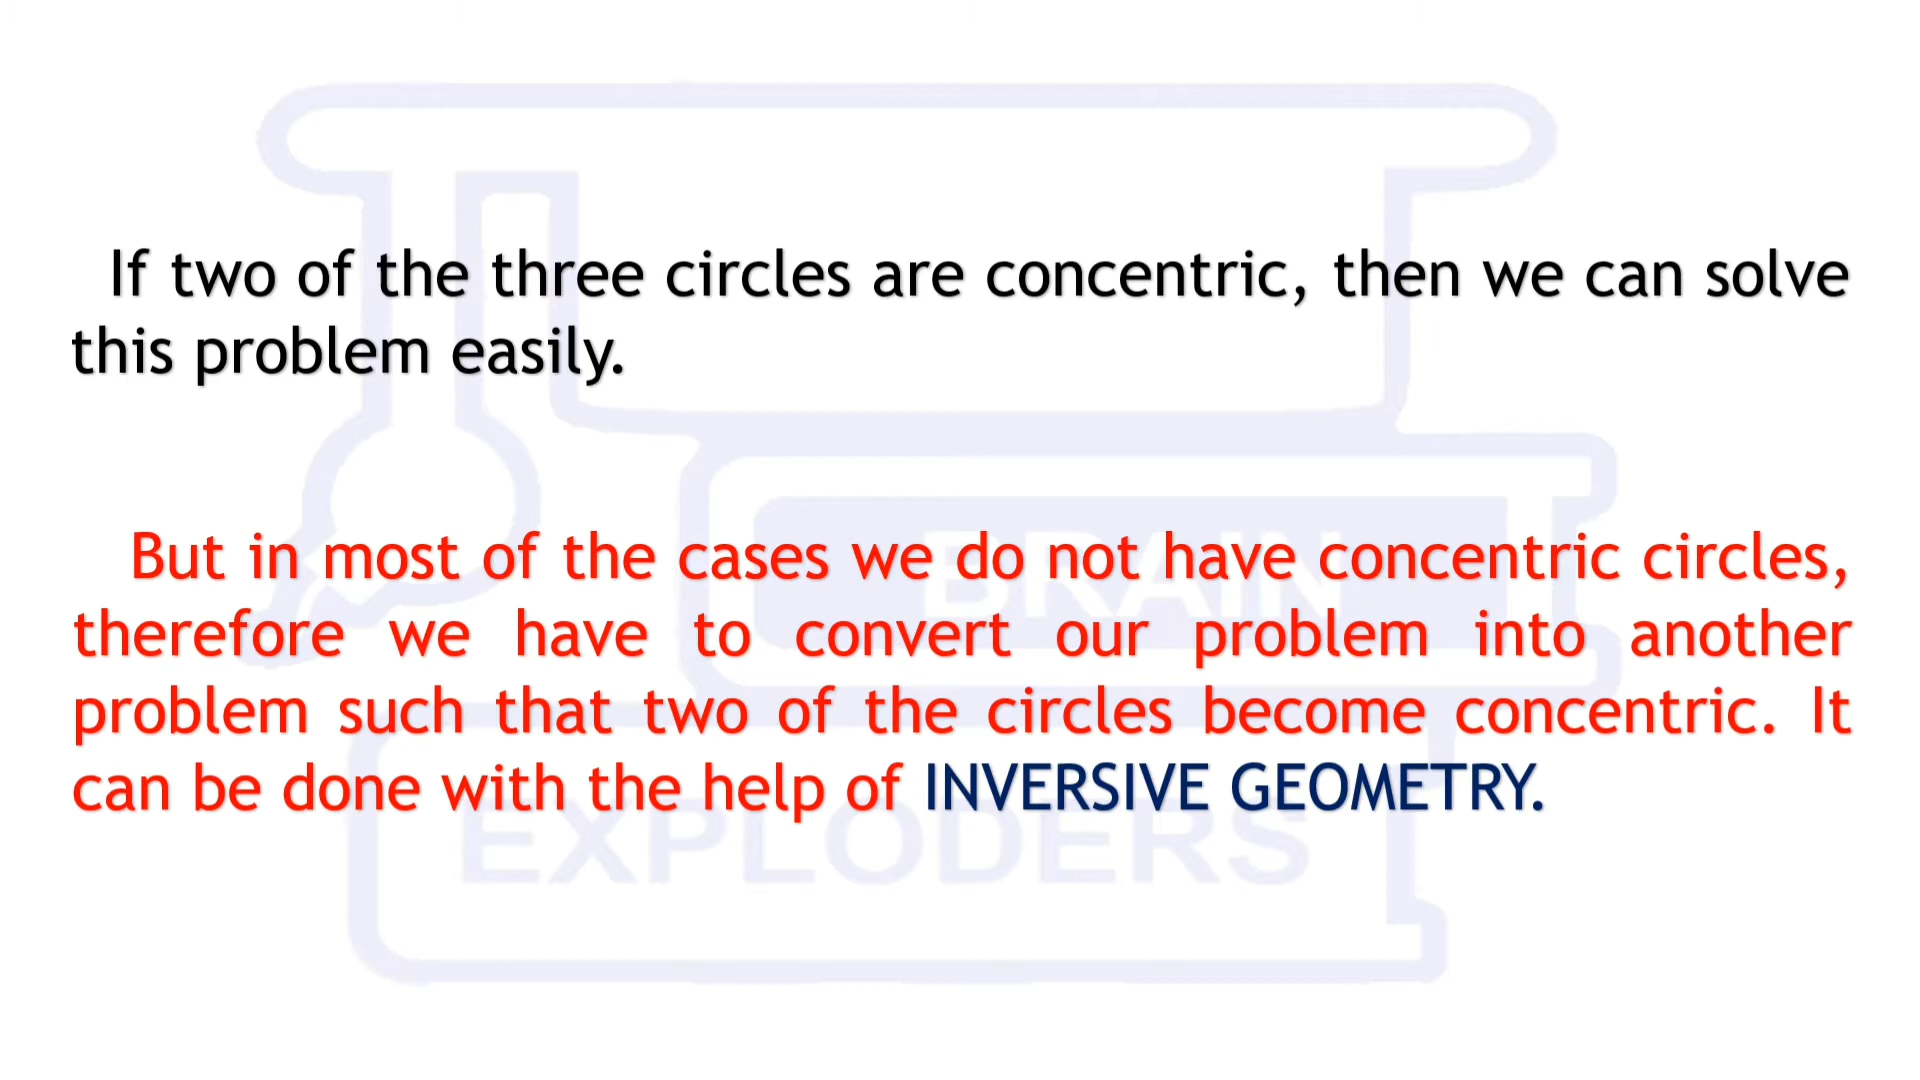 If two of the three circles are concentric, then we can solve
this problem easily.
But in most of the cases we do not have concentric circles,
therefore we have to convert our problem into another
problem such that two of the circles become concentric. It
can be done with the help of INVERSIVE GEOMETRY.
BRAIN
EXPLODERS